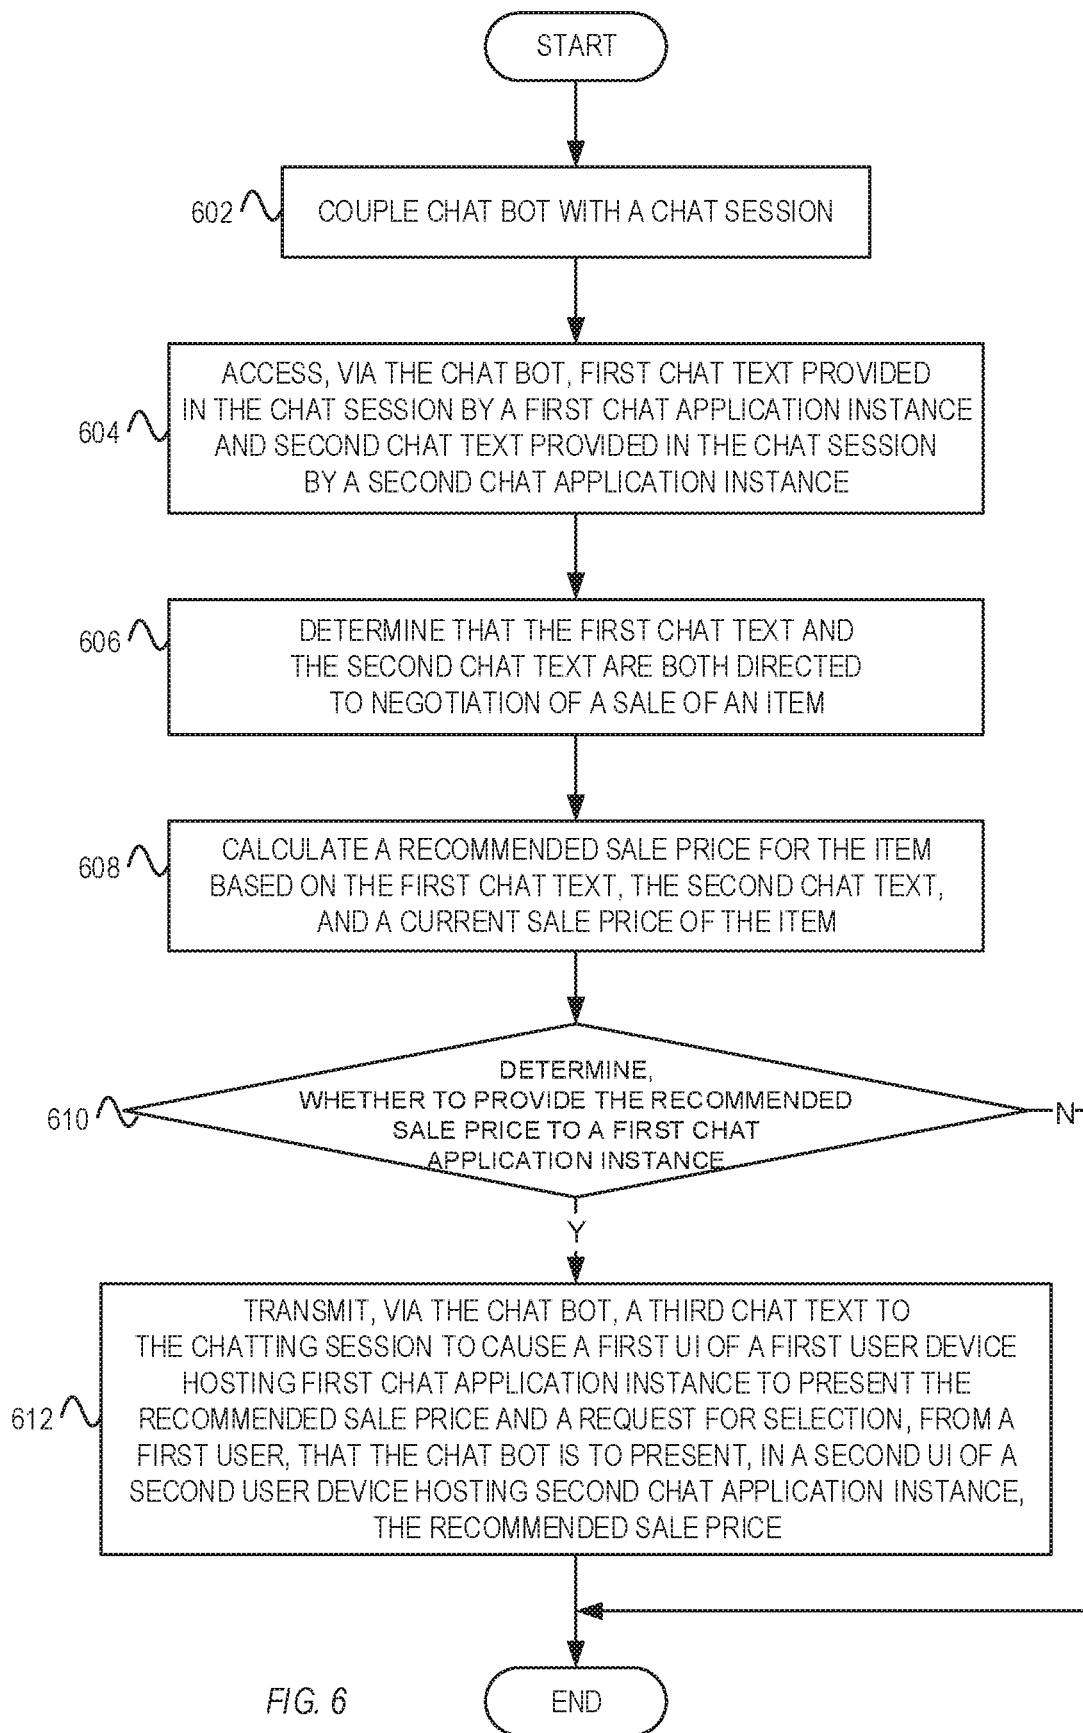 START
602
COUPLE CHAT BOT WITH A CHAT SESSION
604
ACCESS, VIA THE CHAT BOT, FIRST CHAT TEXT PROVIDED
IN THE CHAT SESSION BY A FIRST CHAT APPLICATION INSTANCE
AND SECOND CHAT TEXT PROVIDED IN THE CHAT SESSION
BY A SECOND CHAT APPLICATION INSTANCE
606
DETERMINE THAT THE FIRST CHAT TEXT AND
THE SECOND CHAT TEXT ARE BOTH DIRECTED
TO NEGOTIATION OF A SALE OF AN ITEM
608
CALCULATE A RECOMMENDED SALE PRICE FOR THE ITEM
BASED ON THE FIRST CHAT TEXT, THE SECOND CHAT TEXT,
AND A CURRENT SALE PRICE OF THE ITEM
610
DETERMINE,
WHETHER TO PROVIDE THE RECOMMENDED
SALE PRICE TO A FIRST CHAT
APPLICATION INSTANCE
N
Y
612
TRANSMIT, VIA THE CHAT BOT, A THIRD CHAT TEXT TO
THE CHATTING SESSION TO CAUSE A FIRST UI OF A FIRST USER DEVICE
HOSTING FIRST CHAT APPLICATION INSTANCE TO PRESENT THE
RECOMMENDED SALE PRICE AND A REQUEST FOR SELECTION, FROM A
FIRST USER, THAT THE CHAT BOT IS TO PRESENT, IN A SECOND UI OF A
SECOND USER DEVICE HOSTING SECOND CHAT APPLICATION INSTANCE,
THE RECOMMENDED SALE PRICE
FIG. 6
END